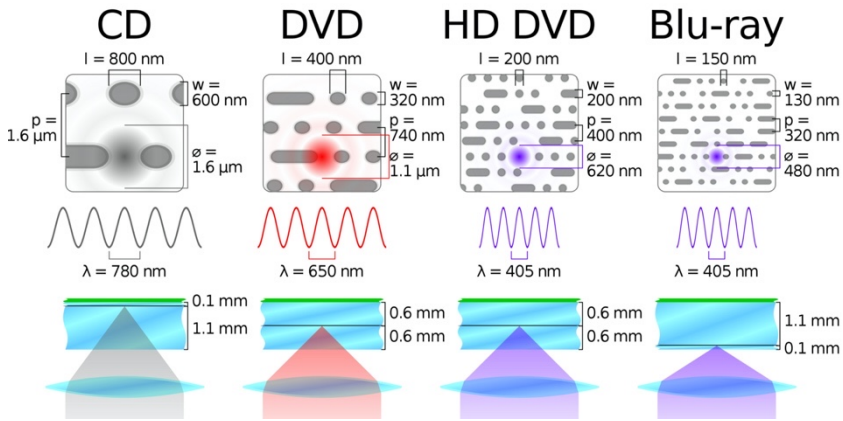 CD
l = 800 nm
w =
600 nm
p =
1.6 µm
⌀ =
1.6 µm
λ = 780 nm
0.1 mm
1.1 mm
DVD
l = 400 nm
w =
320 nm
p =
740 nm
⌀ =
1.1 µm
λ = 650 nm
0.6 mm
0.6 mm
HD DVD
l = 200 nm
w =
200 nm
p =
400 nm
⌀ =
620 nm
λ = 405 nm
0.6 mm
0.6 mm
Blu-ray
l = 150 nm
w =
130 nm
p =
320 nm
⌀ =
480 nm
λ = 405 nm
1.1 mm
0.1 mm